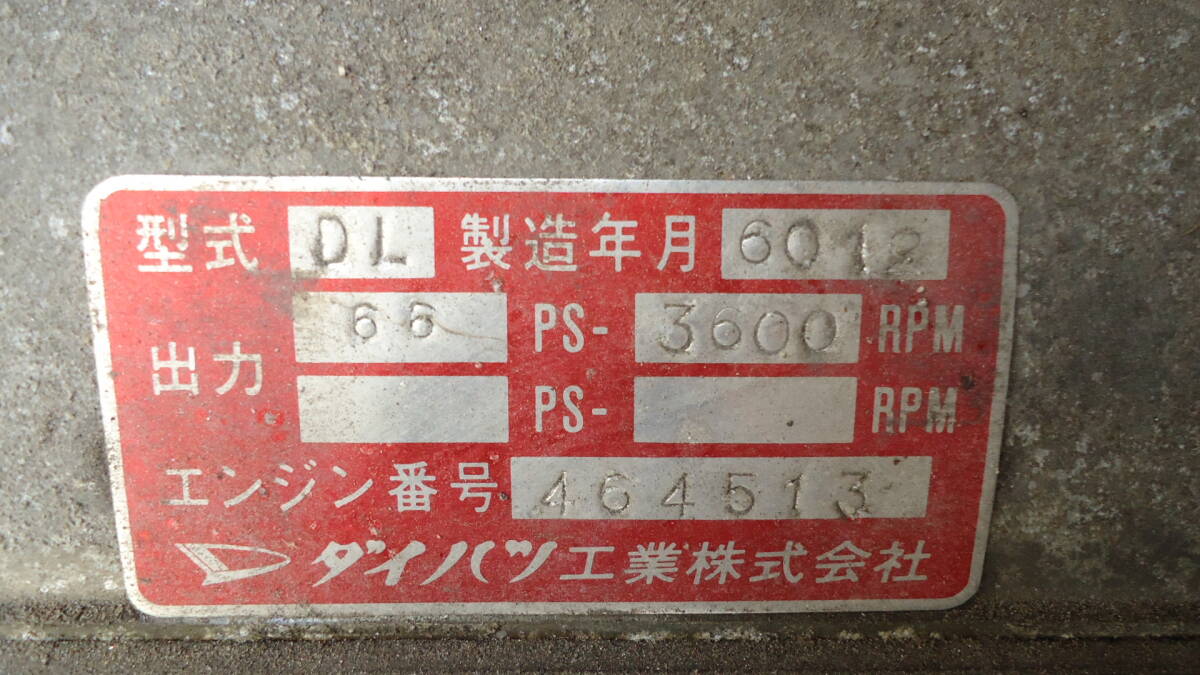 型式 DL 製造年月 60 12
出力 66 PS- 3600 RPM
PS- RPM
エンジン番号 464513
ダイハツ工業株式会社